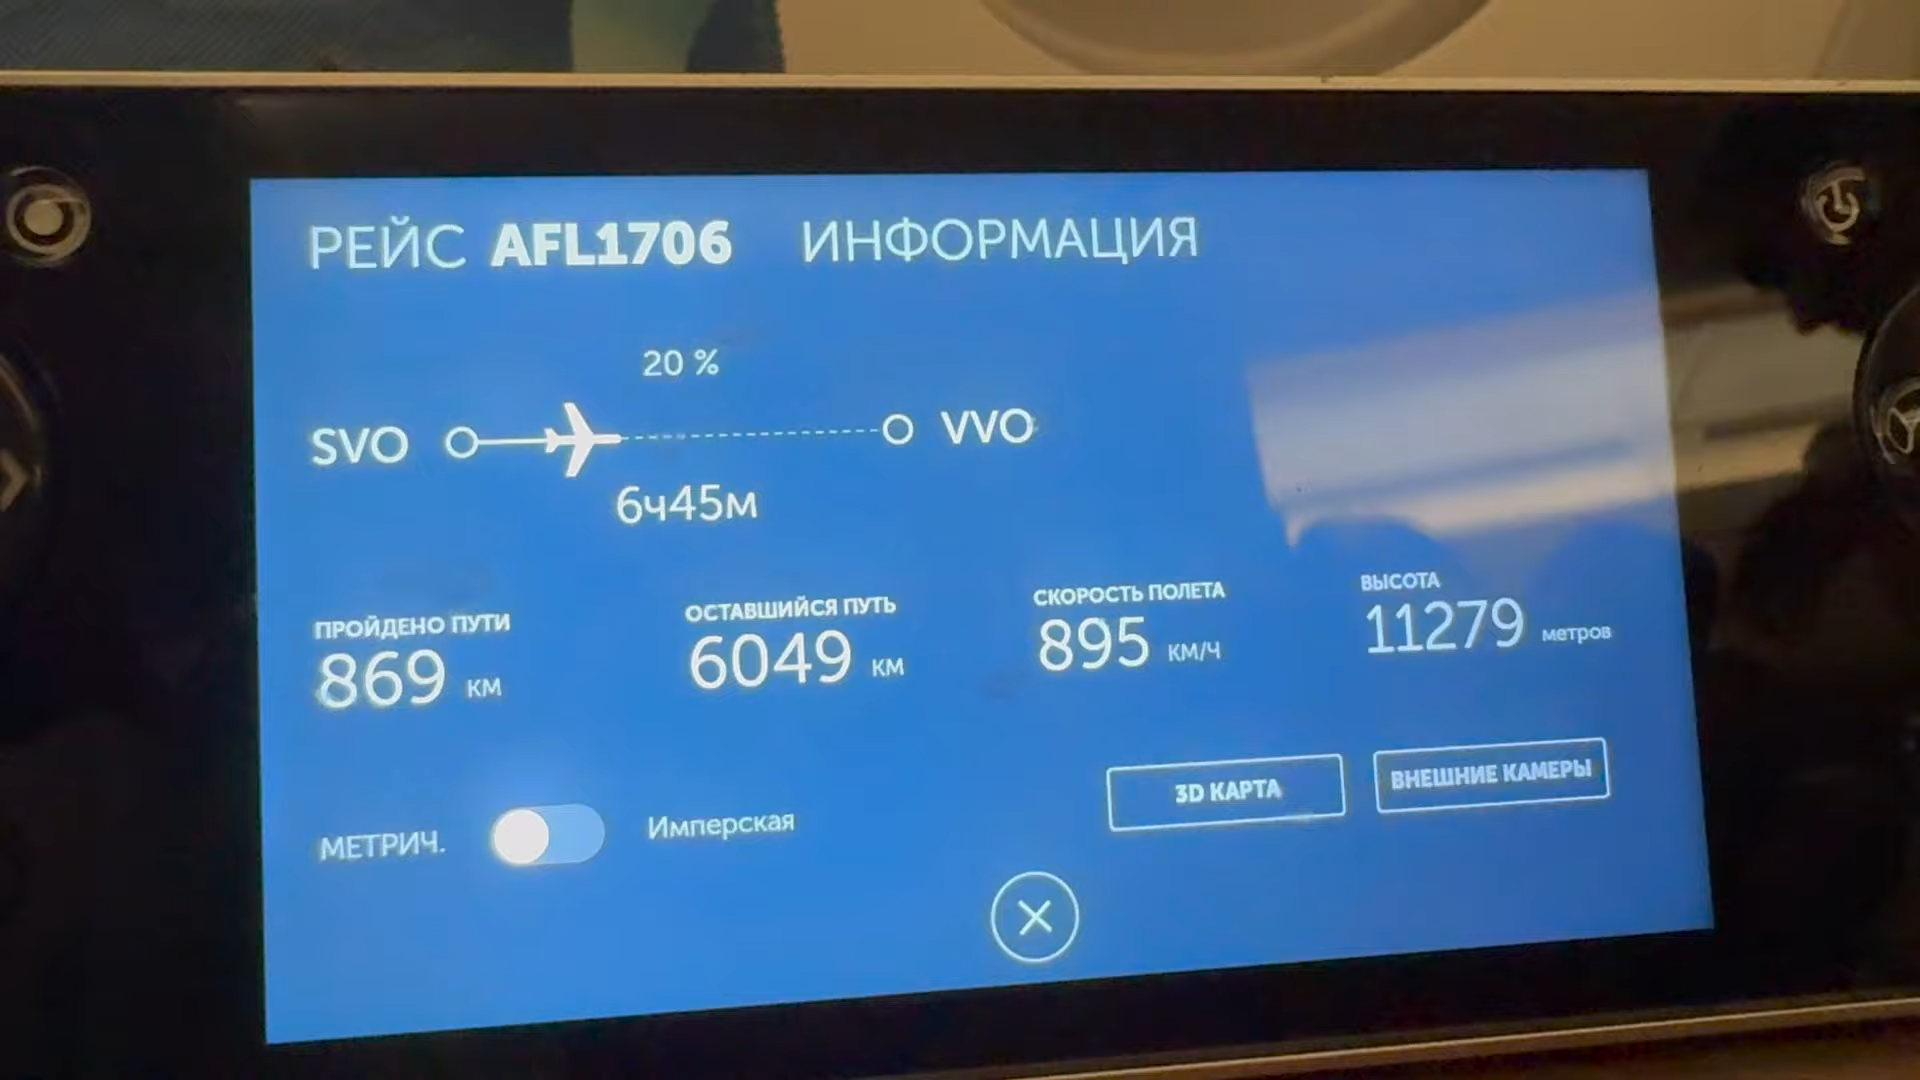 РЕЙС AFL1706 ИНФОРМАЦИЯ
20 %
SVO VVO
6ч45м
ПРОЙДЕНО ПУТИ
869 КМ
ОСТАВШИЙСЯ ПУТЬ
6049 КМ
СКОРОСТЬ ПОЛЕТА
895 КМ/Ч
ВЫСОТА
11279 метров
МЕТРИЧ. Имперская
3D КАРТА
ВНЕШНИЕ КАМЕРЫ